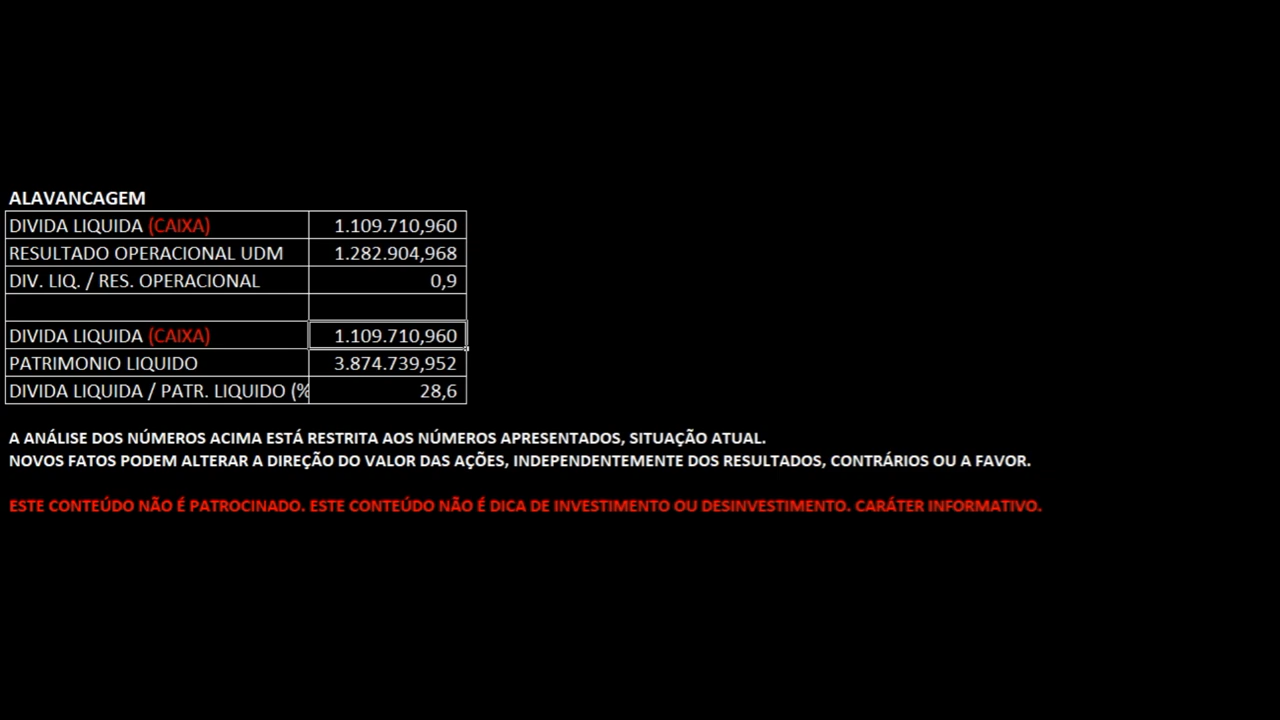 ALAVANCAGEM
DIVIDA LIQUIDA (CAIXA) 1.109.710,960
RESULTADO OPERACIONAL UDM 1.282.904,968
DIV. LIQ. / RES. OPERACIONAL 0,9
DIVIDA LIQUIDA (CAIXA) 1.109.710,960
PATRIMONIO LIQUIDO 3.874.739,952
DIVIDA LIQUIDA / PATR. LIQUIDO (% 28,6
A ANÁLISE DOS NÚMEROS ACIMA ESTÁ RESTRITA AOS NÚMEROS APRESENTADOS, SITUAÇÃO ATUAL.
NOVOS FATOS PODEM ALTERAR A DIREÇÃO DO VALOR DAS AÇÕES, INDEPENDENTEMENTE DOS RESULTADOS, CONTRÁRIOS OU A FAVOR.
ESTE CONTEÚDO NÃO É PATROCINADO. ESTE CONTEÚDO NÃO É DICA DE INVESTIMENTO OU DESINVESTIMENTO. CARÁTER INFORMATIVO.